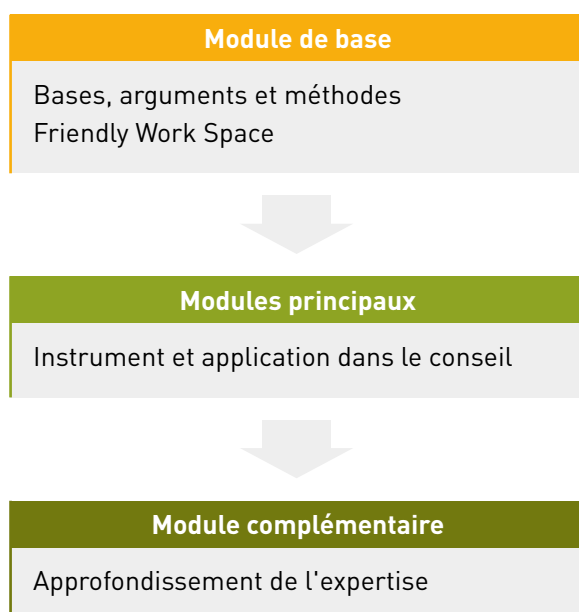 Module de base
Bases, arguments et méthodes
Friendly Work Space
Modules principaux
Instrument et application dans le conseil
Module complémentaire
Approfondissement de l'expertise